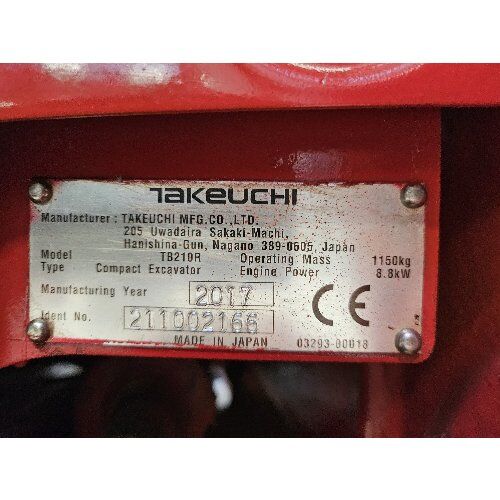 TAKEUCHI
Manufacturer : TAKEUCHI MFG.CO.,LTD.
205 Uwadaira Sakaki-Machi,
Hanishina-Gun, Nagano 389-0605, Japan
Model TB210R Operating Mass 1150kg
Type Compact Excavator Engine Power 8.8kW
Manufacturing Year 2017
Ident No. 211002166
CE
MADE IN JAPAN 03293-00018